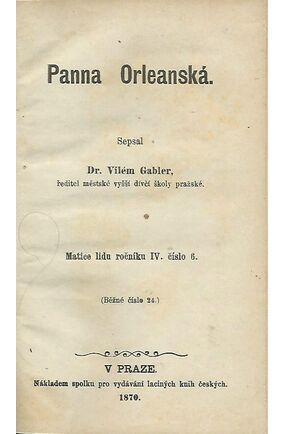 Panna Orleanská.
Sepsal
Dr. Vilém Gabler,
ředitel městské vyšší dívčí školy pražské.
Matice lidu ročníku IV. číslo 6.
(Běžné číslo 24.)
V PRAZE.
Nákladem spolku pro vydávání laciných knih českých.
1870.